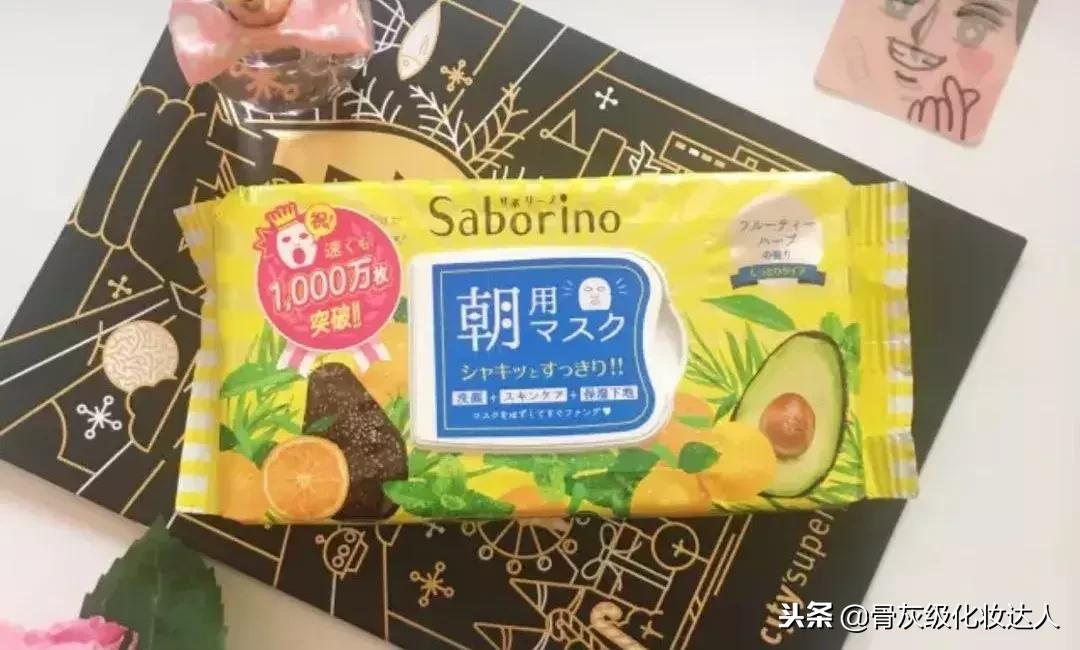 祝!
速くも
1,000万枚
突破!!
サボリーノ
Saborino
フルーティー
ハーブ
の香り
しっとりタイプ
朝用
マスク
シャキッとすっきり!!
洗顔+スキンケア+保湿下地
マスクをはずしてすぐファンデ♥
city'super
头条 @骨灰级化妆达人